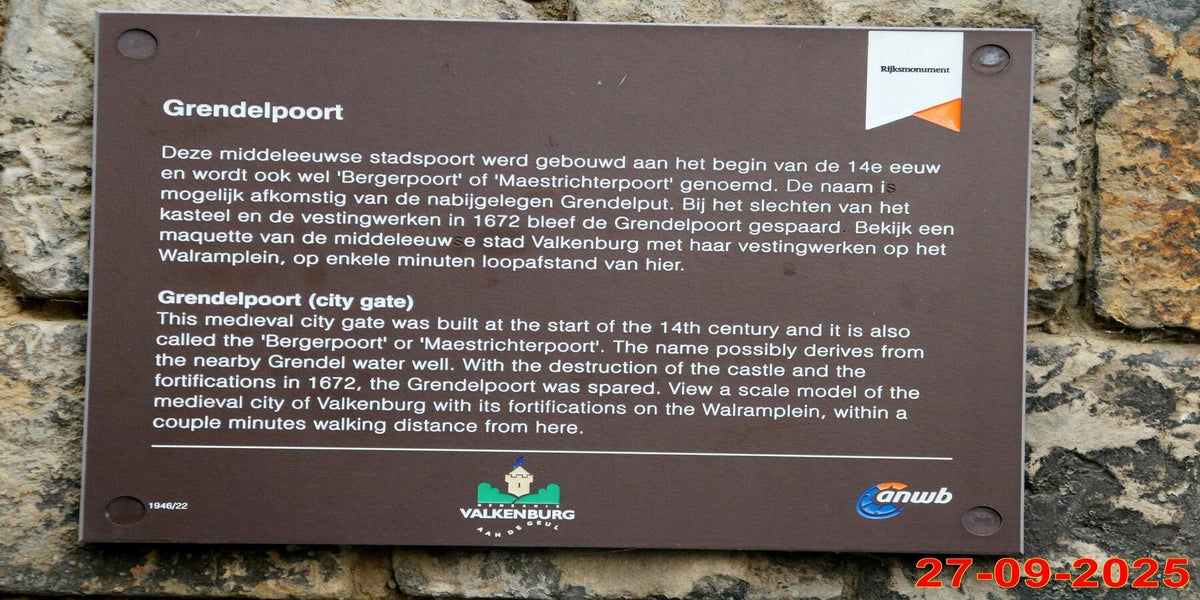 Rijksmonument
Grendelpoort
Deze middeleeuwse stadspoort werd gebouwd aan het begin van de 14e eeuw
en wordt ook wel 'Bergerpoort' of 'Maestrichterpoort' genoemd. De naam is
mogelijk afkomstig van de nabijgelegen Grendelput. Bij het slechten van het
kasteel en de vestingwerken in 1672 bleef de Grendelpoort gespaard. Bekijk een
maquette van de middeleeuwse stad Valkenburg met haar vestingwerken op het
Walramplein, op enkele minuten loopafstand van hier.
Grendelpoort (city gate)
This medieval city gate was built at the start of the 14th century and it is also
called the 'Bergerpoort' or 'Maestrichterpoort'. The name possibly derives from
the nearby Grendel water well. With the destruction of the castle and the
fortifications in 1672, the Grendelpoort was spared. View a scale model of the
medieval city of Valkenburg with its fortifications on the Walramplein, within a
couple minutes walking distance from here.
1946/22
GEMEENTE
VALKENBURG
AAN DE GEUL
anwb
27-09-2025